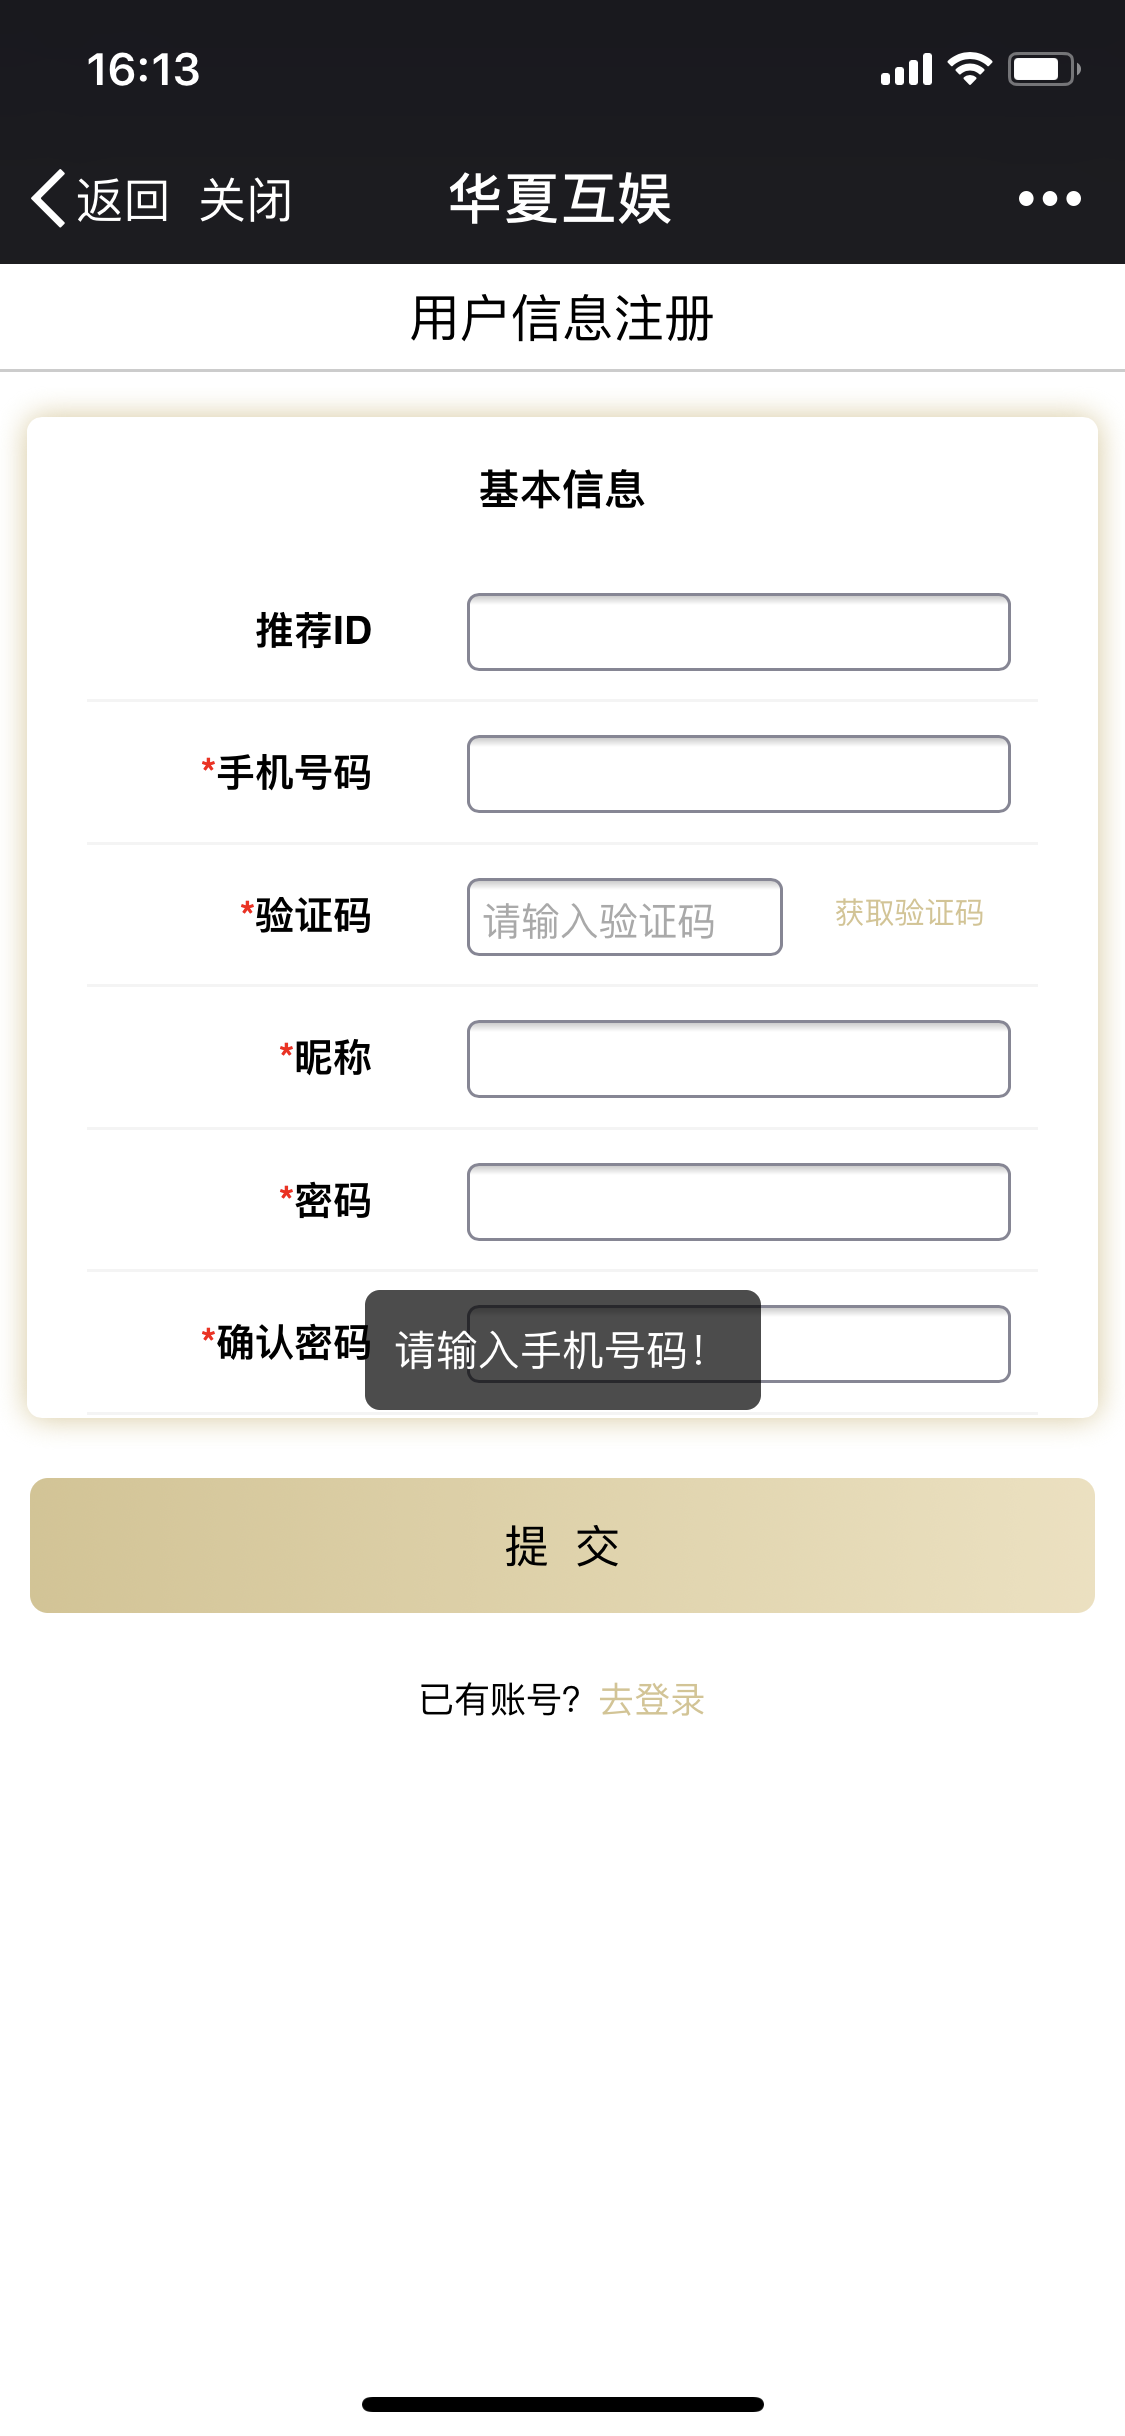 16:13
返回 关闭 华夏互娱
用户信息注册
基本信息
推荐ID
*手机号码
*验证码 请输入验证码 获取验证码
*昵称
*密码
*确认密码
请输入手机号码！
提 交
已有账号? 去登录